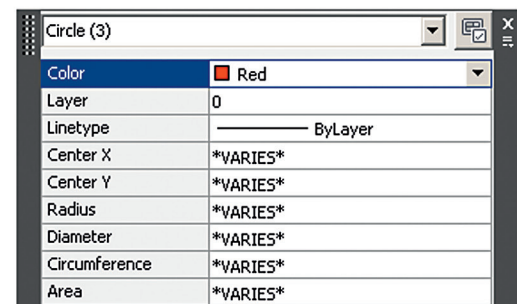 Circle (3)
Color Red
Layer 0
Linetype ByLayer
Center X *VARIES*
Center Y *VARIES*
Radius *VARIES*
Diameter *VARIES*
Circumference *VARIES*
Area *VARIES*